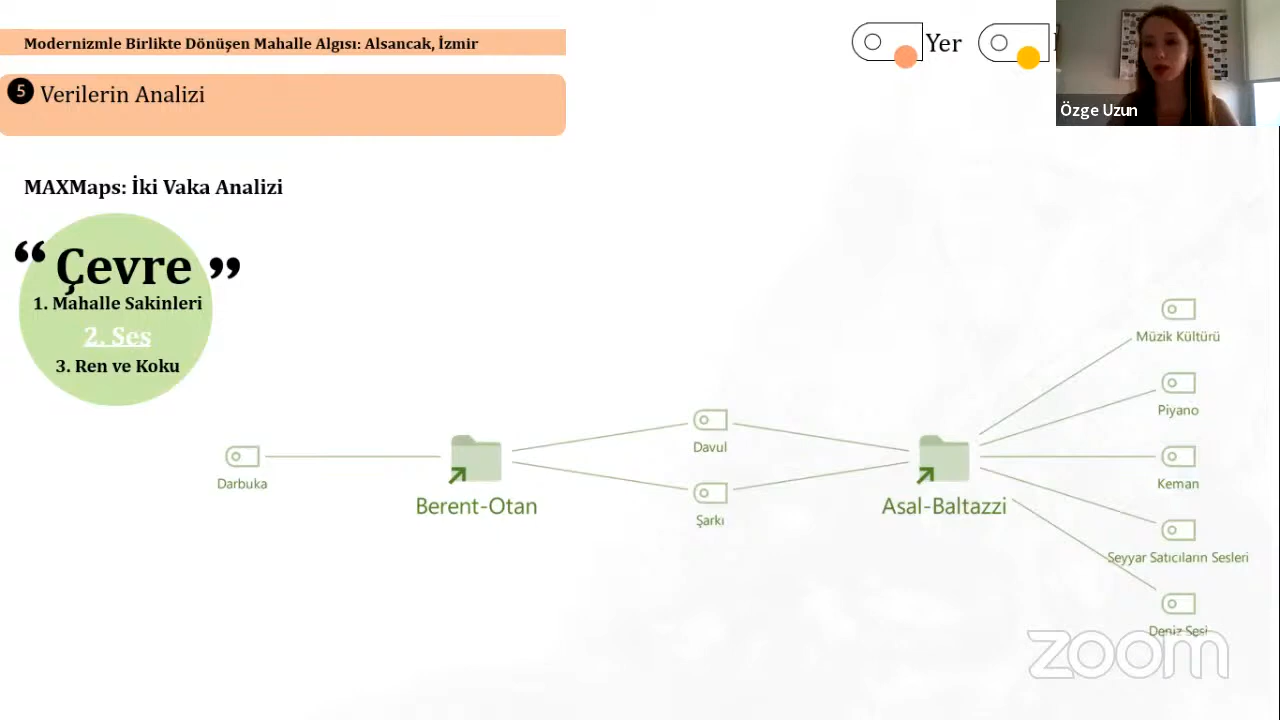 Modernizmle Birlikte Dönüşen Mahalle Algısı: Alsancak, İzmir
Yer
5 Verilerin Analizi
Özge Uzun
MAXMaps: İki Vaka Analizi
“Çevre”
1. Mahalle Sakinleri
2. Ses
3. Ren ve Koku
Darbuka
Berent-Otan
Davul
Şarkı
Asal-Baltazzi
Müzik Kültürü
Piyano
Keman
Seyyar Satıcıların Sesleri
Deniz Sesi
zoom